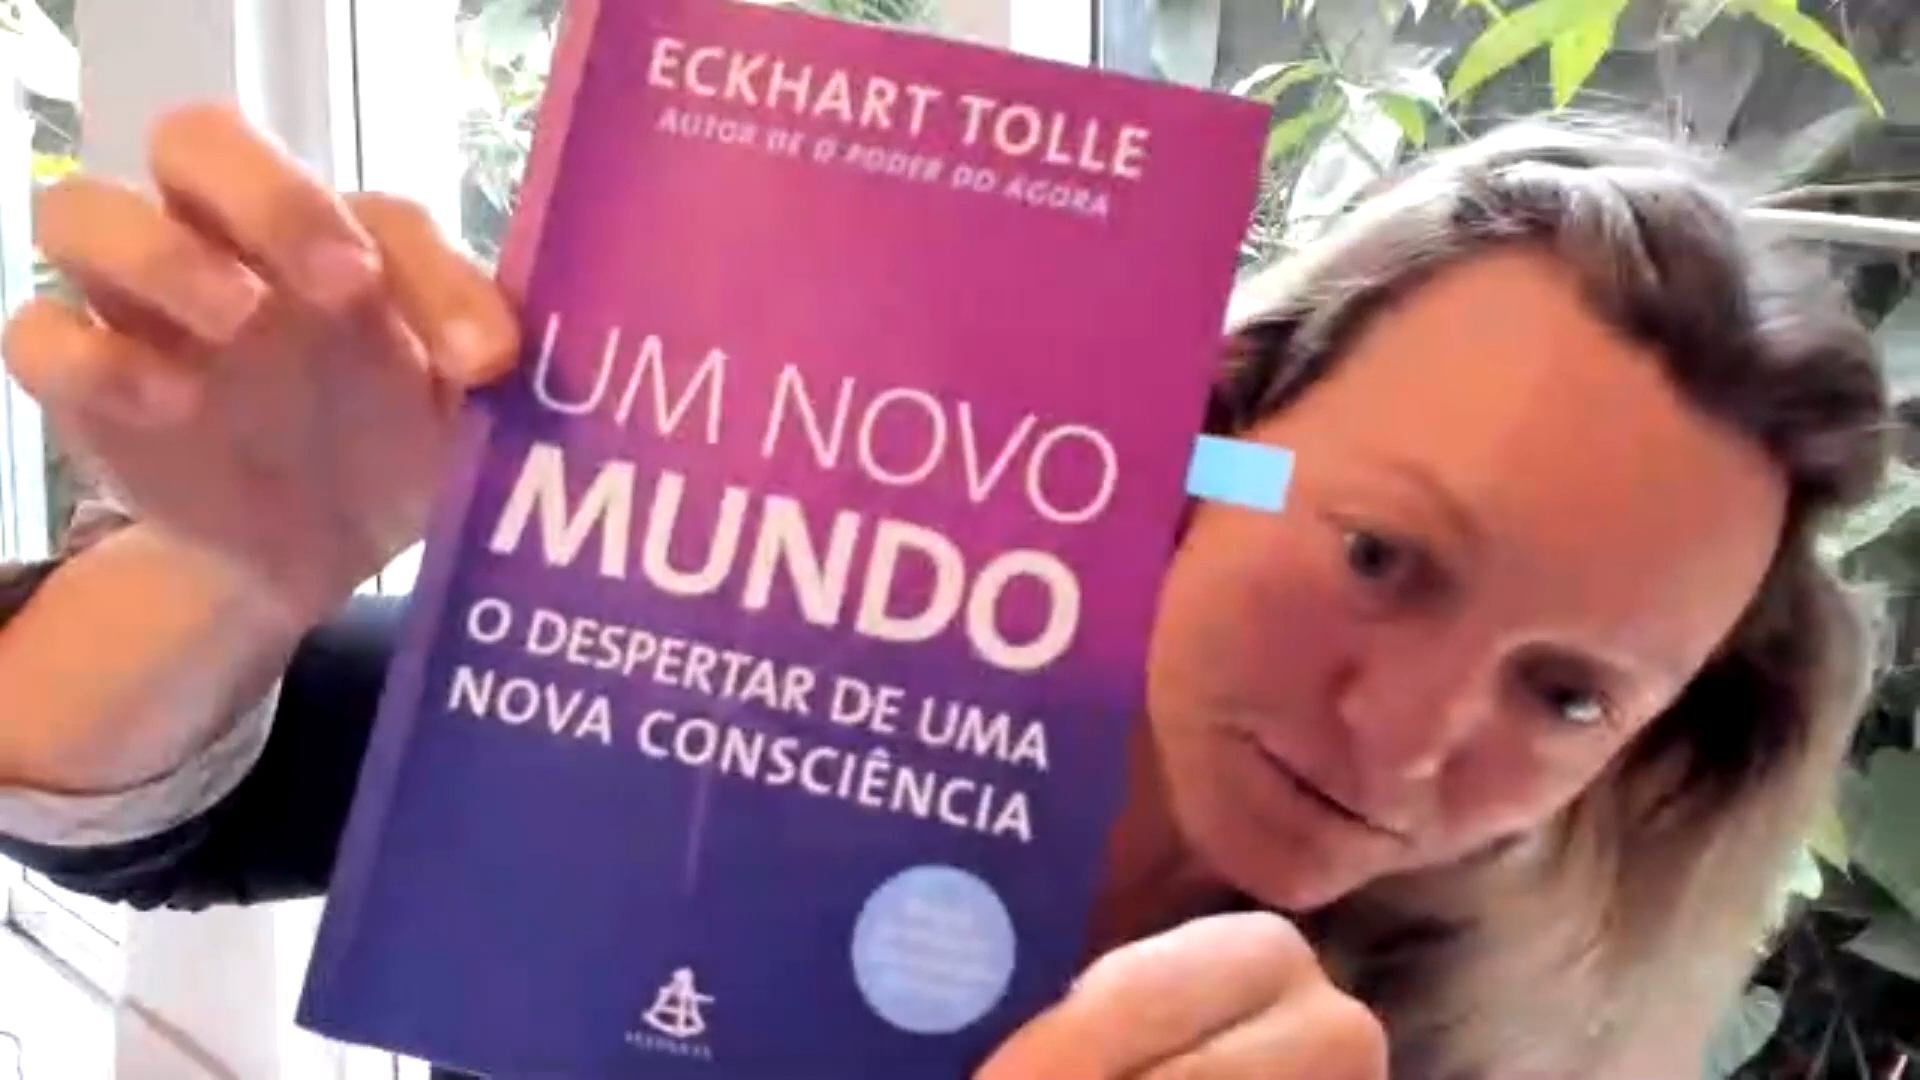 ECKHART TOLLE
AUTOR DE O PODER DO AGORA
UM NOVO
MUNDO
O DESPERTAR DE UMA
NOVA CONSCIÊNCIA